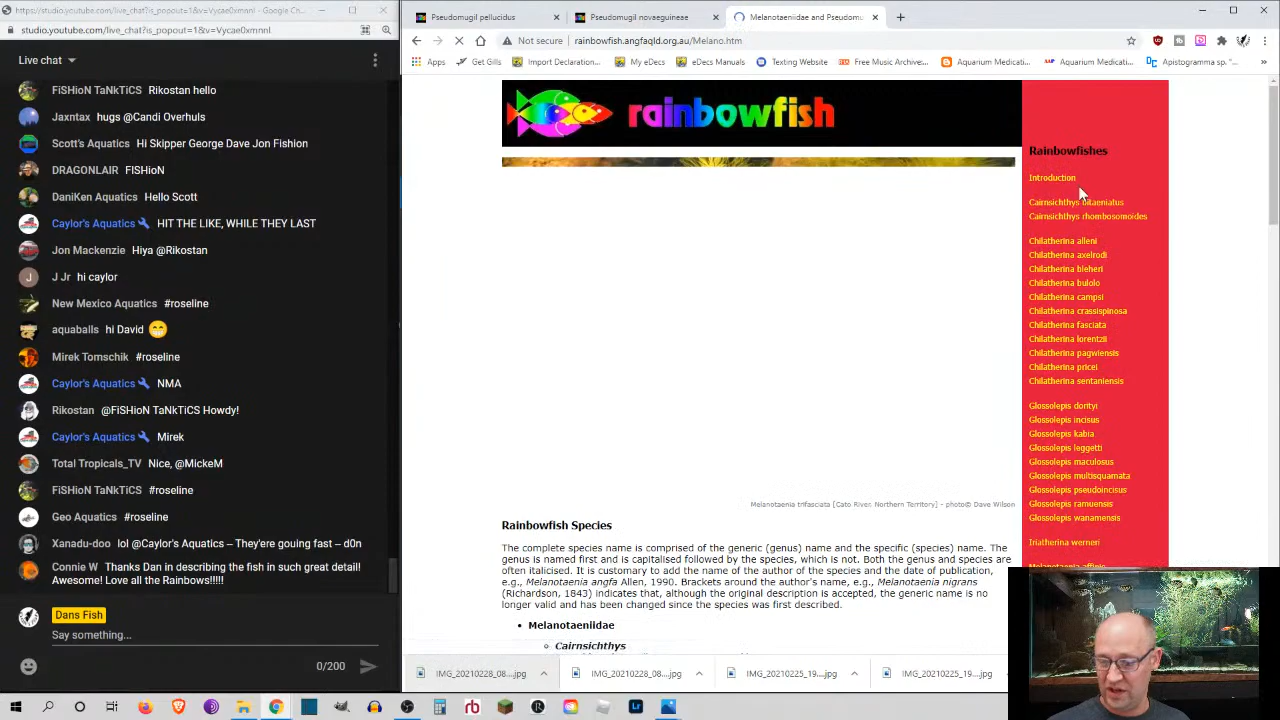 https://studio.youtube.com/live_chat?is_popout=1&v=Vycae0xmnnI
studio.youtube.com/live_chat?is_popout=1&v=Vycae0xmnnI
Live chat
FiSHioN TaNkTiCS Rikostan hello
Jaxntax hugs @Candi Overhuls
Scott's Aquatics Hi Skipper George Dave Jon Fishion
DRAGONLAIR FISHioN
DaniKen Aquatics Hello Scott
Caylor's Aquatics HIT THE LIKE, WHILE THEY LAST
Jon Mackenzie Hiya @Rikostan
J Jr hi caylor
New Mexico Aquatics #roseline
aquaballs hi David 😁
Mirek Tomschik #roseline
Caylor's Aquatics NMA
Rikostan @FiSHioN TaNkTiCS Howdy!
Caylor's Aquatics Mirek
Total Tropicals_TV Nice, @MickeM
FiSHioN TaNkTiCS #roseline
Geo Aquatics #roseline
Xanadu-doo lol @Caylor's Aquatics – They'ere gouing fast – d0n
Connie W Thanks Dan in describing the fish in such great detail! Awesome! Love all the Rainbows!!!!!
Dans Fish
Say something...
0/200
Pseudomugil pellucidus
Pseudomugil novaeguineae
Melanotaeniidae and Pseudomu
Not secure
rainbowfish.angfaqld.org.au/Melano.htm
Apps
Get Gills
Import Declaration...
My eDecs
eDecs Manuals
Texting Website
Free Music Archive:...
Aquarium Medicati...
Aquarium Medicati...
Apistogramma sp. "...
rainbowfish
Melanotaenia trifasciata [Cato River, Northern Territory] - photo© Dave Wilson
Rainbowfish Species
The complete species name is comprised of the generic (genus) name and the specific (species) name. The
genus is named first and is capitalised followed by the species, which is not. Both the genus and species are
often italicised. It is customary to add the name of the author of the species and the date of publication,
e.g., Melanotaenia angfa Allen, 1990. Brackets around the author's name, e.g., Melanotaenia nigrans
(Richardson, 1843) indicates that, although the original description is accepted, the generic name is no
longer valid and has been changed since the species was first described.
Melanotaeniidae
Cairnsichthys
Rainbowfishes
Introduction
Cairnsichthys bitaeniatus
Cairnsichthys rhombosomoides
Chilatherina alleni
Chilatherina axelrodi
Chilatherina bleheri
Chilatherina bulolo
Chilatherina campsi
Chilatherina crassispinosa
Chilatherina fasciata
Chilatherina lorentzii
Chilatherina pagwiensis
Chilatherina pricei
Chilatherina sentaniensis
Glossolepis dorityi
Glossolepis incisus
Glossolepis kabia
Glossolepis leggetti
Glossolepis maculosus
Glossolepis multisquamata
Glossolepis pseudoincisus
Glossolepis ramuensis
Glossolepis wanamensis
Iriatherina werneri
Melanotaenia affinis
IMG_20210228_08....jpg
IMG_20210228_08....jpg
IMG_20210225_19....jpg
IMG_20210225_19....jpg